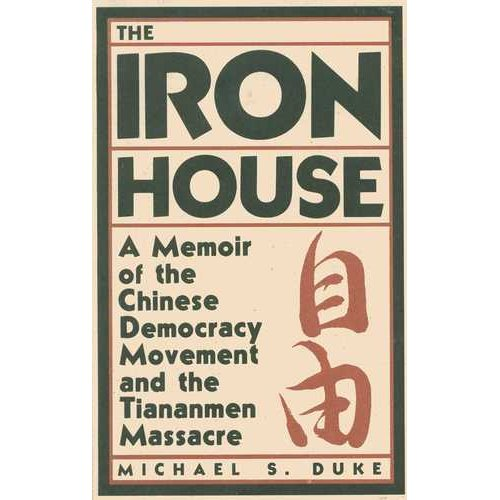 THE
IRON
HOUSE
A Memoir
of the
Chinese
Democracy
Movement
and the
Tiananmen
Massacre
自由
MICHAEL S. DUKE